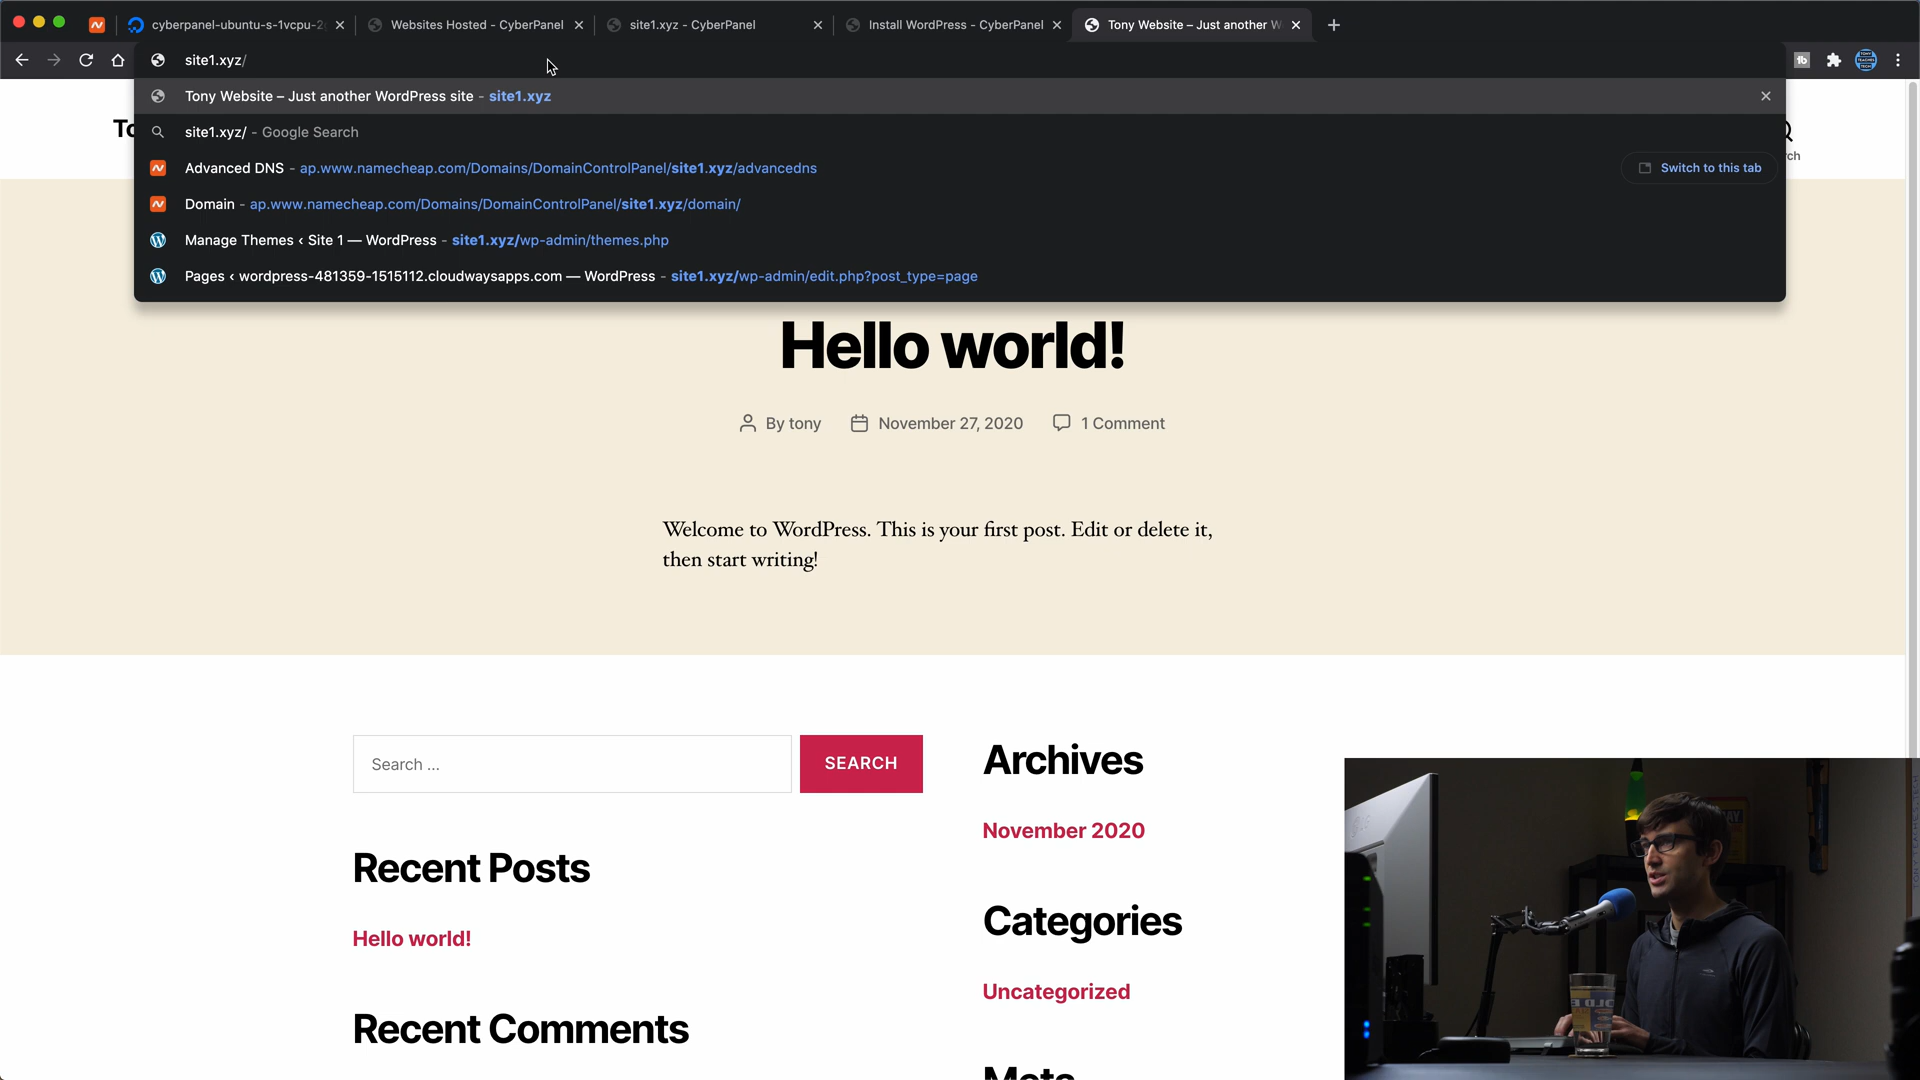 cyberpanel-ubuntu-s-1vcpu-2
Websites Hosted - CyberPanel
site1.xyz - CyberPanel
Install WordPress - CyberPanel
Tony Website – Just another W
site1.xyz/
Tony Website – Just another WordPress site - site1.xyz
site1.xyz/ - Google Search
Advanced DNS - ap.www.namecheap.com/Domains/DomainControlPanel/site1.xyz/advancedns
Switch to this tab
Domain - ap.www.namecheap.com/Domains/DomainControlPanel/site1.xyz/domain/
Manage Themes ‹ Site 1 — WordPress - site1.xyz/wp-admin/themes.php
Pages ‹ wordpress-481359-1515112.cloudwaysapps.com — WordPress - site1.xyz/wp-admin/edit.php?post_type=page
To
rch
Hello world!
By tony
November 27, 2020
1 Comment
Welcome to WordPress. This is your first post. Edit or delete it,
then start writing!
Search ...
SEARCH
Archives
November 2020
Recent Posts
Categories
Hello world!
Uncategorized
Recent Comments
Meta